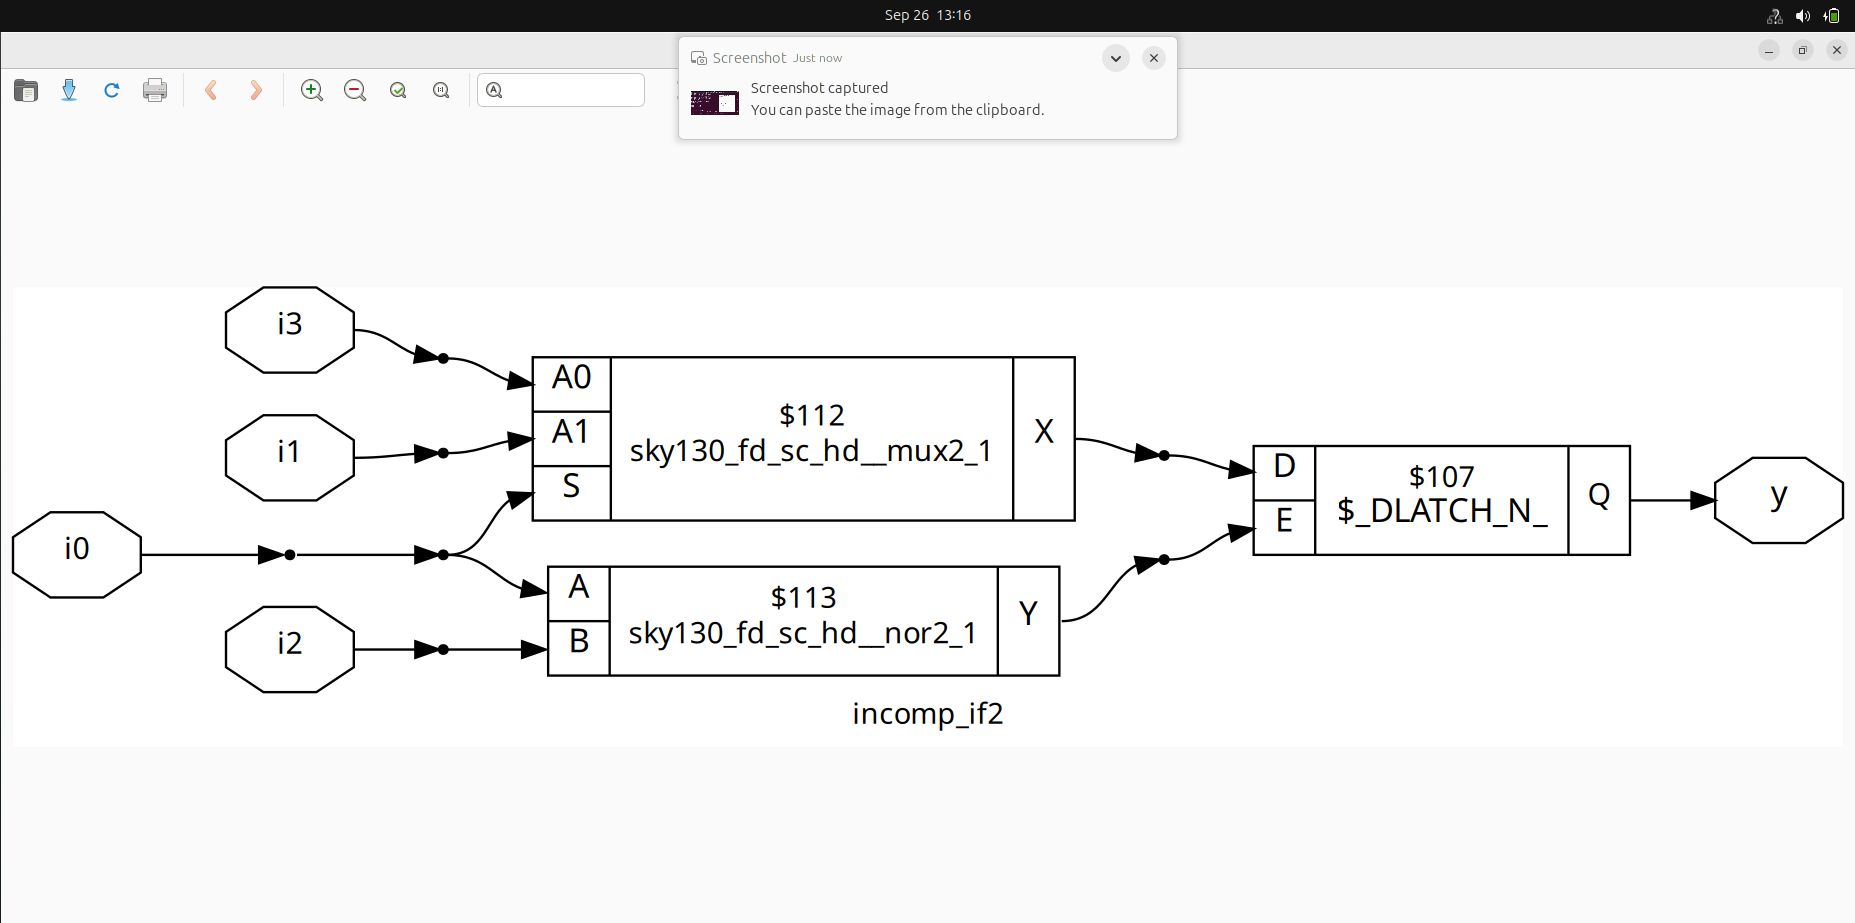 Sep 26 13:16
Screenshot Just now
Screenshot captured
You can paste the image from the clipboard.
i3
i1
i0
i2
A0
A1
S
$112
sky130_fd_sc_hd__mux2_1
X
A
B
$113
sky130_fd_sc_hd__nor2_1
Y
D
E
$107
$_DLATCH_N_
Q
y
incomp_if2